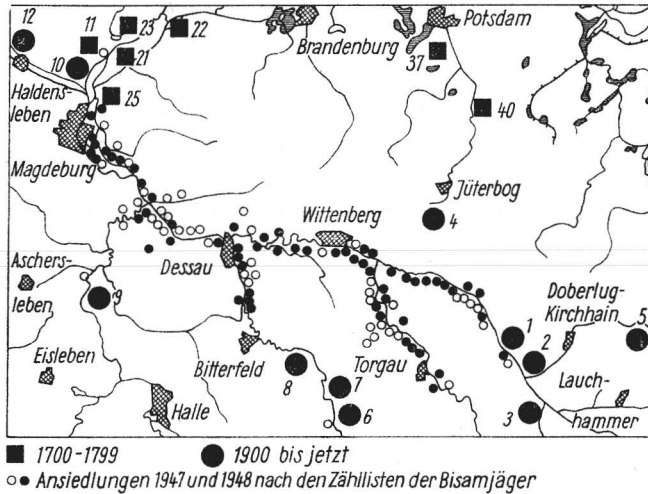 12
11
23
22
Potsdam
Brandenburg
10
21
37
Haldens-
leben
25
40
Magdeburg
Jüterbog
4
Wittenberg
Aschers-
leben
Dessau
9
Doberlug-
Kirchhain
1
5
2
Eisleben
Bitterfeld
Torgau
8
7
Lauch-
hammer
Halle
6
3
1700-1799
1900 bis jetzt
Ansiedlungen 1947 und 1948 nach den Zähllisten der Bisamjäger